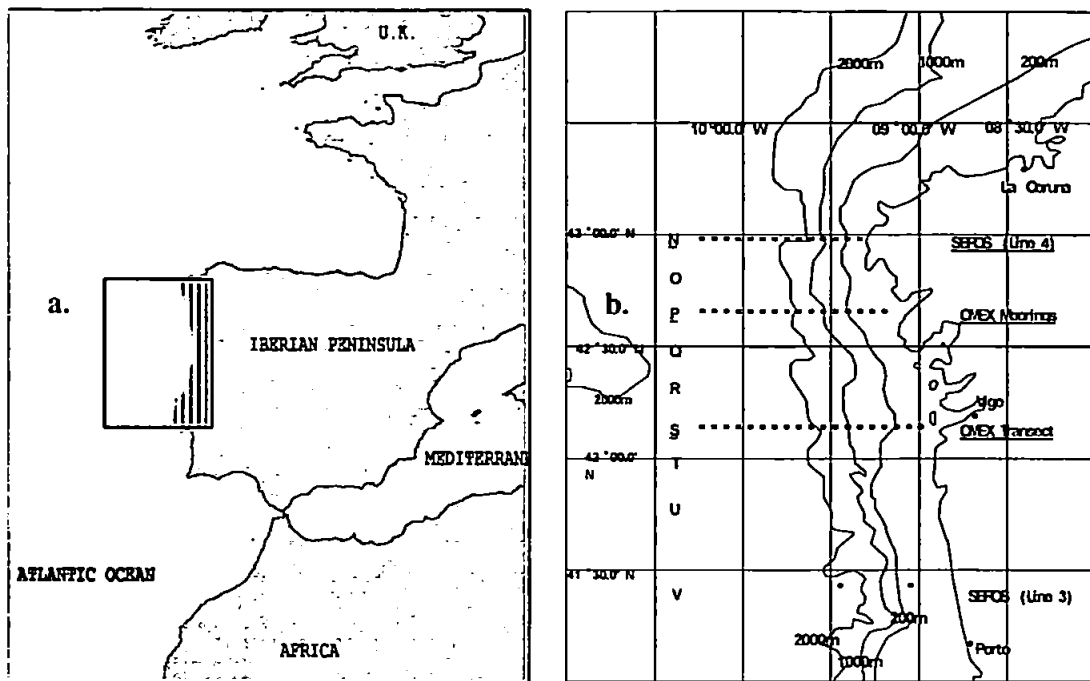 U.K.
a.
IBERIAN PENINSULA
MEDITERRAN
ATLANTIC OCEAN
AFRICA
2000m 1000m 200m
10°00.0 W 09°00.0 W 08°30.0 W
La Coruna
43°00.0' N N SEFOS (Line 4)
O
b. P OMEX Moorings
42°30.0' N Q
2000m
R
Vigo
S OMEX Transect
42°00.0' N
T
U
41°30.0' N
V SEFOS (Line 3)
200m
2000m
1000m
Porto